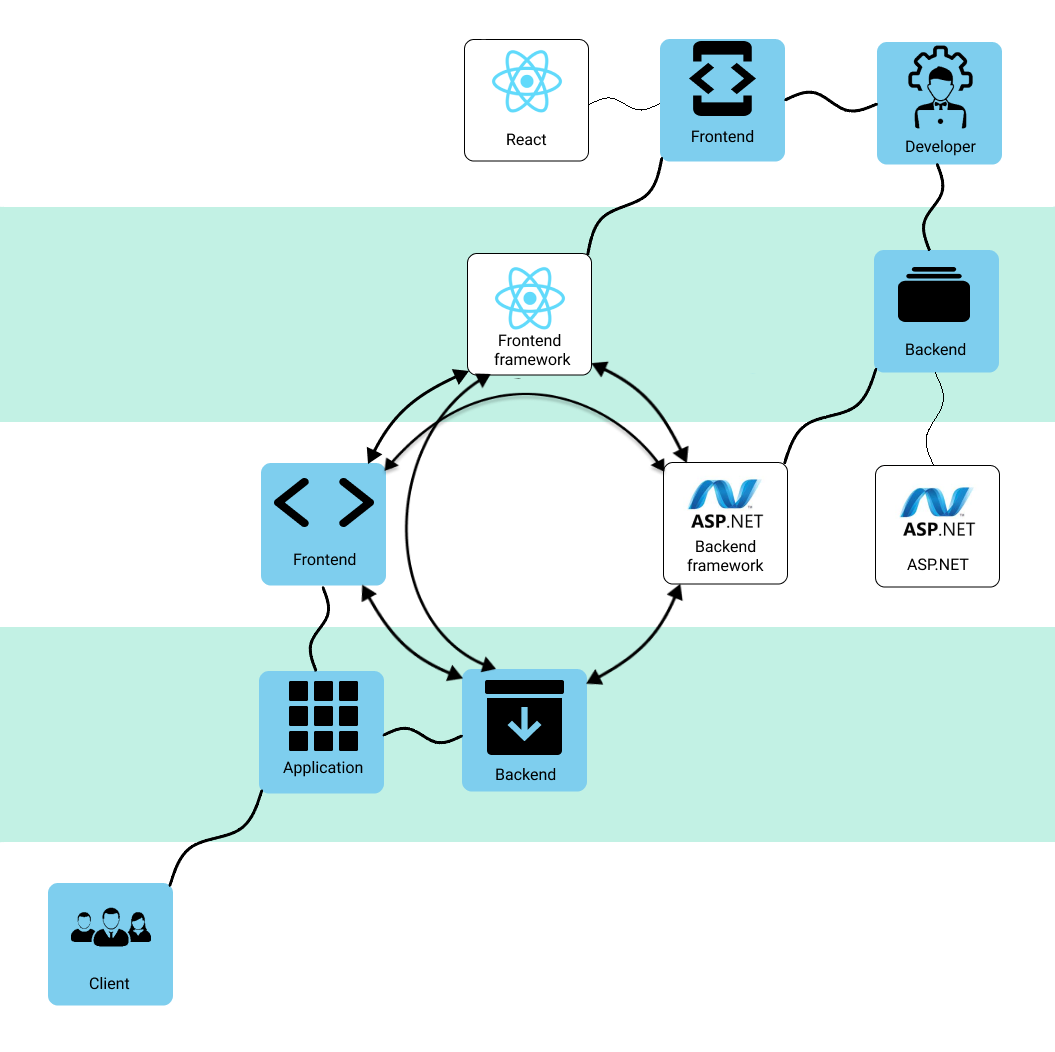 React
Frontend
Developer
Frontend
framework
Backend
Frontend
ASP.NET
Backend
framework
ASP.NET
ASP.NET
Application
Backend
Client